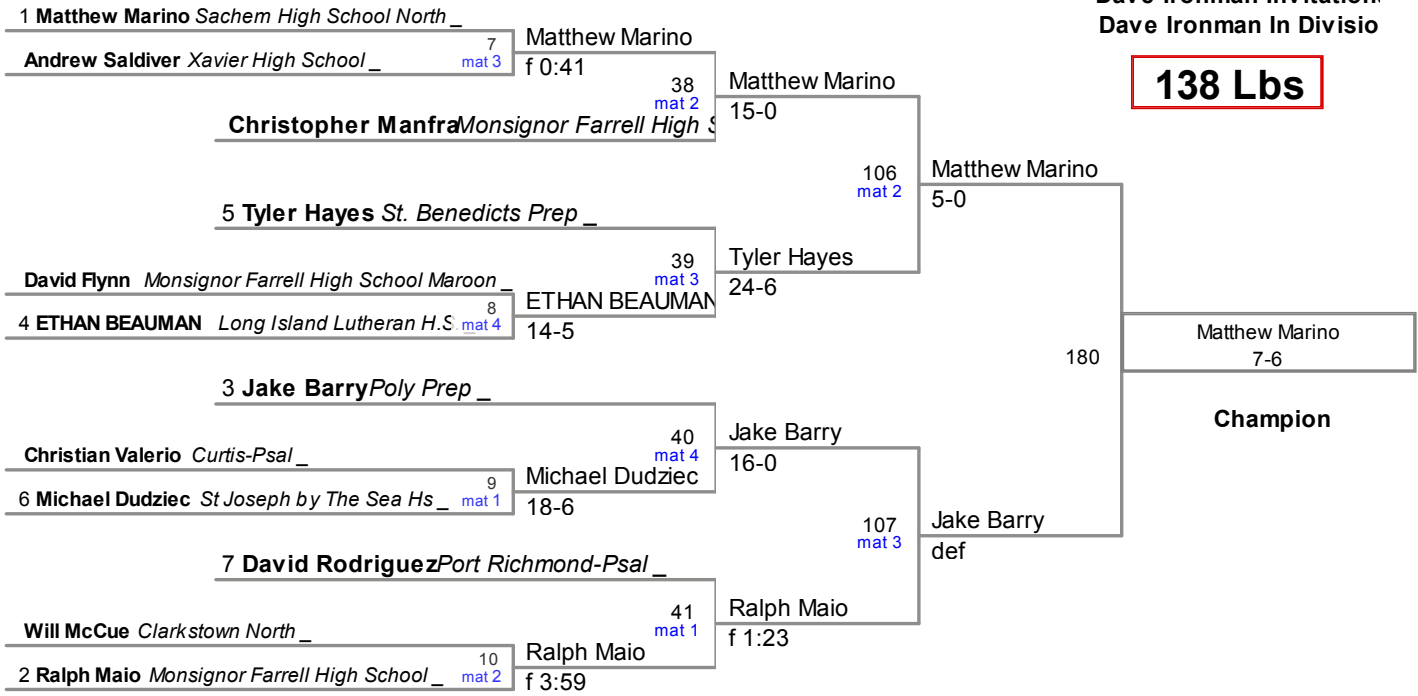 Dave Ironman Invitation
Dave Ironman In Divisio
138 Lbs
1 Matthew Marino Sachem High School North _
7
mat 3
Andrew Saldiver Xavier High School _
Matthew Marino
f 0:41
38
mat 2
Christopher Manfra Monsignor Farrell High S
Matthew Marino
15-0
106
mat 2
Matthew Marino
5-0
5 Tyler Hayes St. Benedicts Prep _
39
mat 3
Tyler Hayes
24-6
David Flynn Monsignor Farrell High School Maroon _
8
mat 4
4 ETHAN BEAUMAN Long Island Lutheran H.S. _
ETHAN BEAUMAN
14-5
180
Matthew Marino
7-6
Champion
3 Jake Barry Poly Prep _
40
mat 4
Jake Barry
16-0
Christian Valerio Curtis-Psal _
9
mat 1
6 Michael Dudziec St Joseph by The Sea Hs _
Michael Dudziec
18-6
107
mat 3
Jake Barry
def
7 David Rodriguez Port Richmond-Psal _
41
mat 1
Ralph Maio
f 1:23
Will McCue Clarkstown North _
10
mat 2
2 Ralph Maio Monsignor Farrell High School _
Ralph Maio
f 3:59